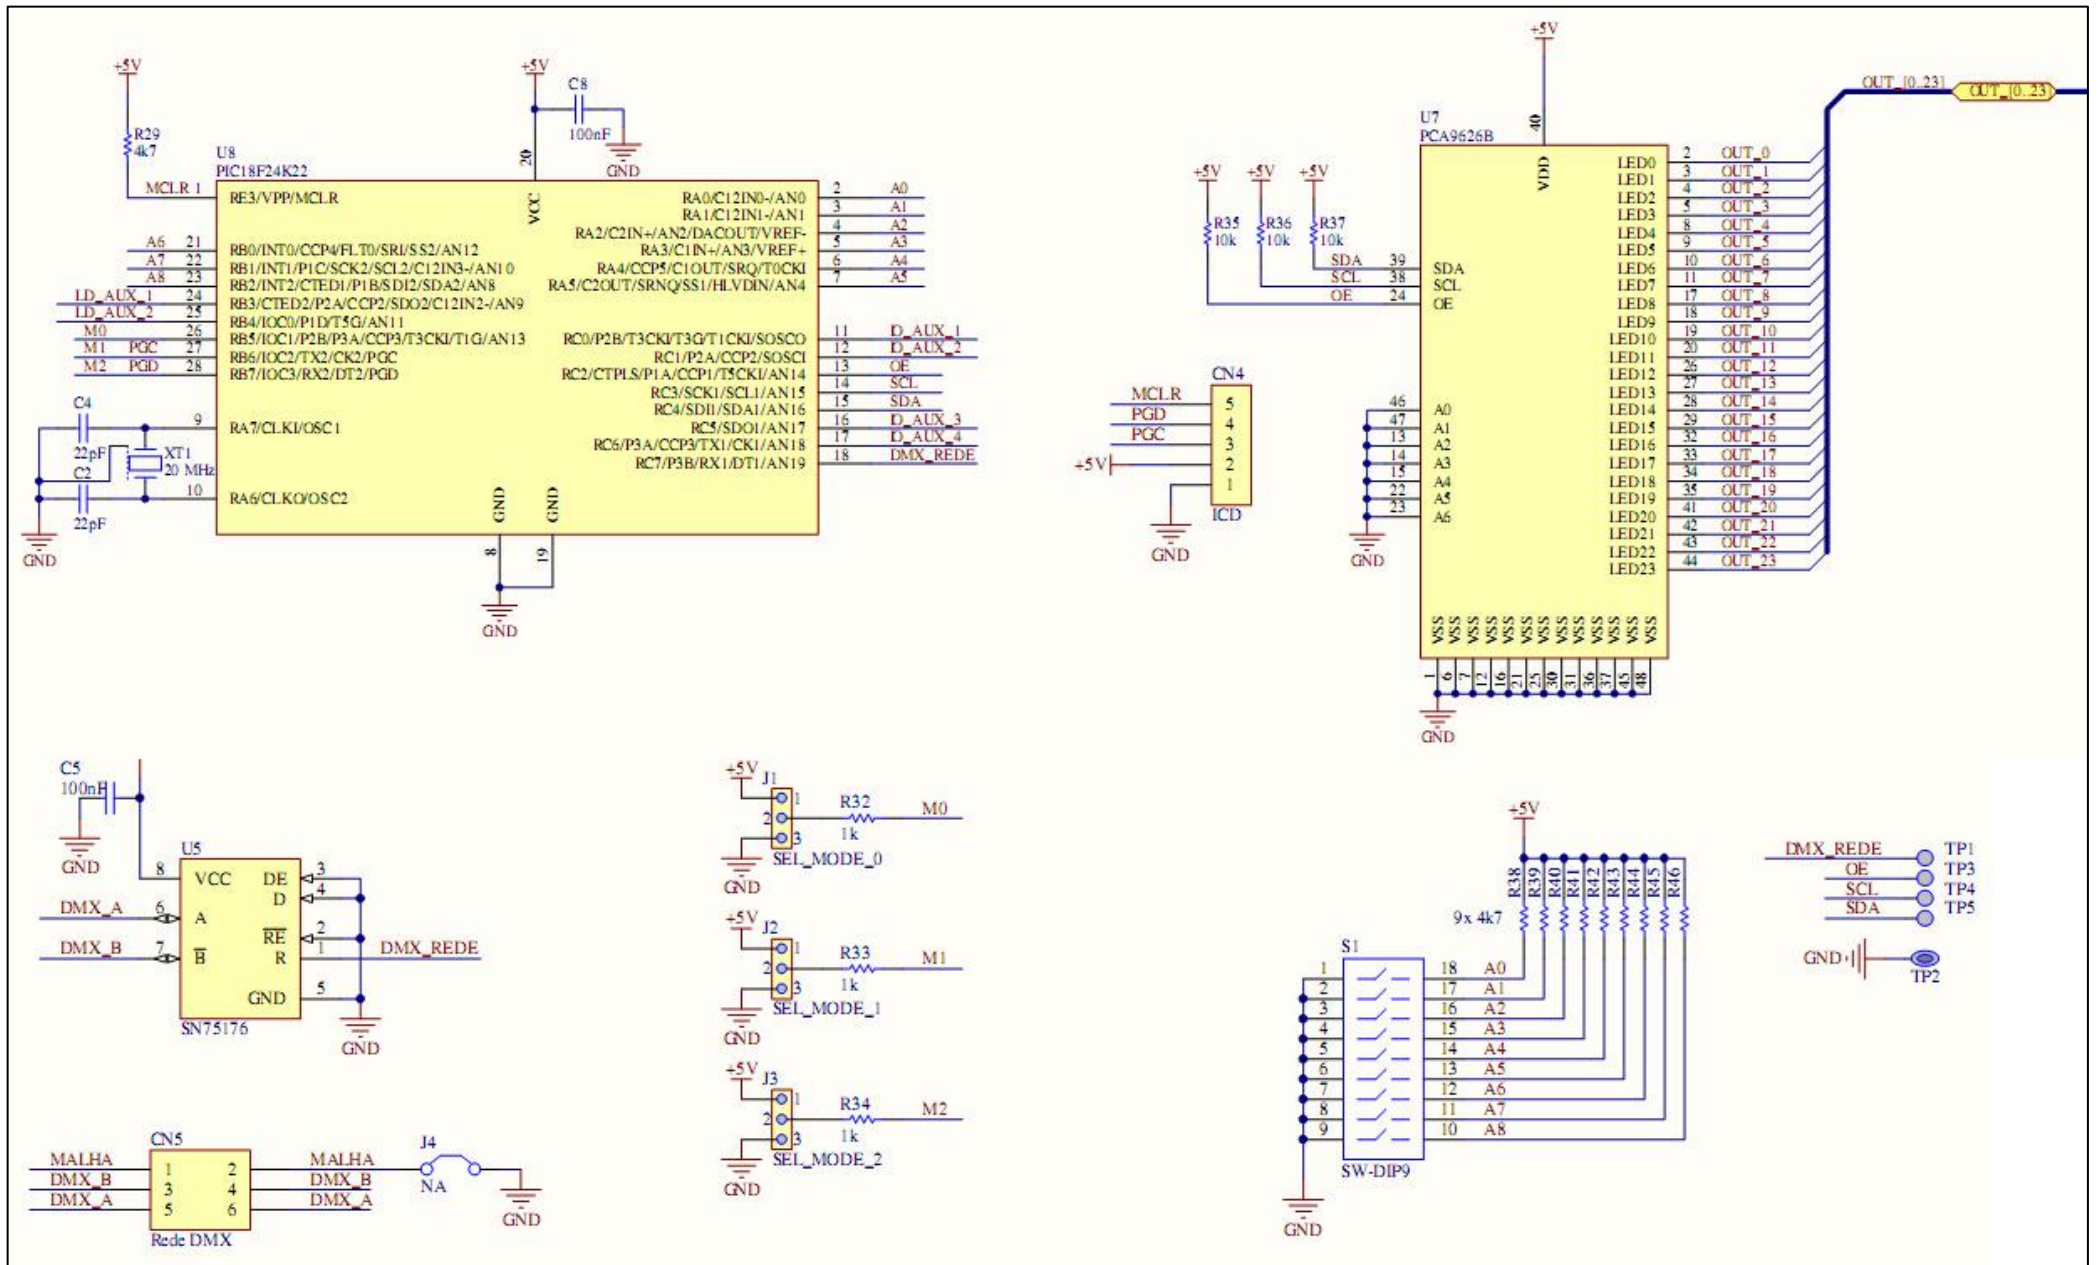 +5V
R29
4k7
MCLR 1
U8
PIC18F24K22
+5V
C8
100nF
GND
20
VCC
RE3/VPP/MCLR
A6 21 RB0/INT0/CCP4/FLT0/SRI/SS2/AN12
A7 22 RB1/INT1/P1C/SCK2/SCL2/C12IN3-/AN10
A8 23 RB2/INT2/CTED1/P1B/SDI2/SDA2/AN8
LD_AUX_1 24 RB3/CTED2/P2A/CCP2/SDO2/C12IN2-/AN9
LD_AUX_2 25 RB4/IOC0/P1D/T5G/AN11
M0 26 RB5/IOC1/P2B/P3A/CCP3/T3CKI/T1G/AN13
M1 PGC 27 RB6/IOC2/TX2/CK2/PGC
M2 PGD 28 RB7/IOC3/RX2/DT2/PGD
9 RA7/CLKI/OSC1
10 RA6/CLKO/OSC2
C4
22pF
XT1
20 MHz
C2
22pF
GND
RA0/C12IN0-/AN0 2 A0
RA1/C12IN1-/AN1 3 A1
RA2/C2IN+/AN2/DACOUT/VREF- 4 A2
RA3/C1IN+/AN3/VREF+ 5 A3
RA4/CCP5/C1OUT/SRQ/T0CKI 6 A4
RA5/C2OUT/SRNQ/SS1/HLVDIN/AN4 7 A5
RC0/P2B/T3CKI/T3G/T1CKI/SOSCO 11 ID_AUX_1
RC1/P2A/CCP2/SOSCI 12 ID_AUX_2
RC2/CTPLS/P1A/CCP1/T5CKI/AN14 13 OE
RC3/SCK1/SCL1/AN15 14 SCL
RC4/SDI1/SDA1/AN16 15 SDA
RC5/SDO1/AN17 16 ID_AUX_3
RC6/P3A/CCP3/TX1/CK1/AN18 17 ID_AUX_4
RC7/P3B/RX1/DT1/AN19 18 DMX_REDE
GND GND
8 19
GND
+5V +5V +5V
R35 R36 R37
10k 10k 10k
CN4
MCLR 5
PGD 4
PGC 3
+5V 2
1
ICD
GND
+5V
40
U7
PCA9626B
VDD
SDA 39 SDA
SCL 38 SCL
OE 24 OE
46 A0
47 A1
13 A2
14 A3
15 A4
22 A5
23 A6
GND
LED0 2 OUT_0
LED1 3 OUT_1
LED2 4 OUT_2
LED3 5 OUT_3
LED4 8 OUT_4
LED5 9 OUT_5
LED6 10 OUT_6
LED7 11 OUT_7
LED8 17 OUT_8
LED9 18 OUT_9
LED10 19 OUT_10
LED11 20 OUT_11
LED12 26 OUT_12
LED13 27 OUT_13
LED14 28 OUT_14
LED15 29 OUT_15
LED16 32 OUT_16
LED17 33 OUT_17
LED18 34 OUT_18
LED19 35 OUT_19
LED20 41 OUT_20
LED21 42 OUT_21
LED22 43 OUT_22
LED23 44 OUT_23
VSS VSS VSS VSS VSS VSS VSS VSS VSS VSS VSS VSS VSS
1 6 7 12 16 21 25 30 31 36 37 45 48
GND
OUT_[0..23] OUT_[0..23]
C5
100nF
GND
U5
8 VCC
DMX_A 6 A
DMX_B 7 B
DE 3
D 4
RE 2
R 1 DMX_REDE
GND 5
SN75176
GND
CN5
MALHA 1 2 MALHA
DMX_B 3 4 DMX_B
DMX_A 5 6 DMX_A
Rede DMX
J4
NA
GND
+5V
J1
1
2
3
R32
1k
M0
SEL_MODE_0
GND
+5V
J2
1
2
3
R33
1k
M1
SEL_MODE_1
GND
+5V
J3
1
2
3
R34
1k
M2
SEL_MODE_2
GND
+5V
R38 R39 R40 R41 R42 R43 R44 R45 R46
9x 4k7
S1
1 18 A0
2 17 A1
3 16 A2
4 15 A3
5 14 A4
6 13 A5
7 12 A6
8 11 A7
9 10 A8
SW-DIP9
GND
DMX_REDE TP1
OE TP3
SCL TP4
SDA TP5
GND TP2